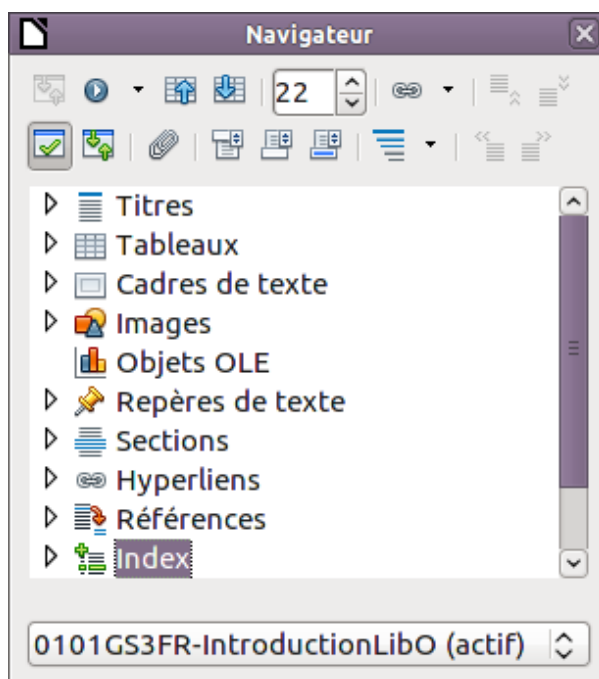 Navigateur
22
Titres
Tableaux
Cadres de texte
Images
Objets OLE
Repères de texte
Sections
Hyperliens
Références
Index
0101GS3FR-IntroductionLibO (actif)